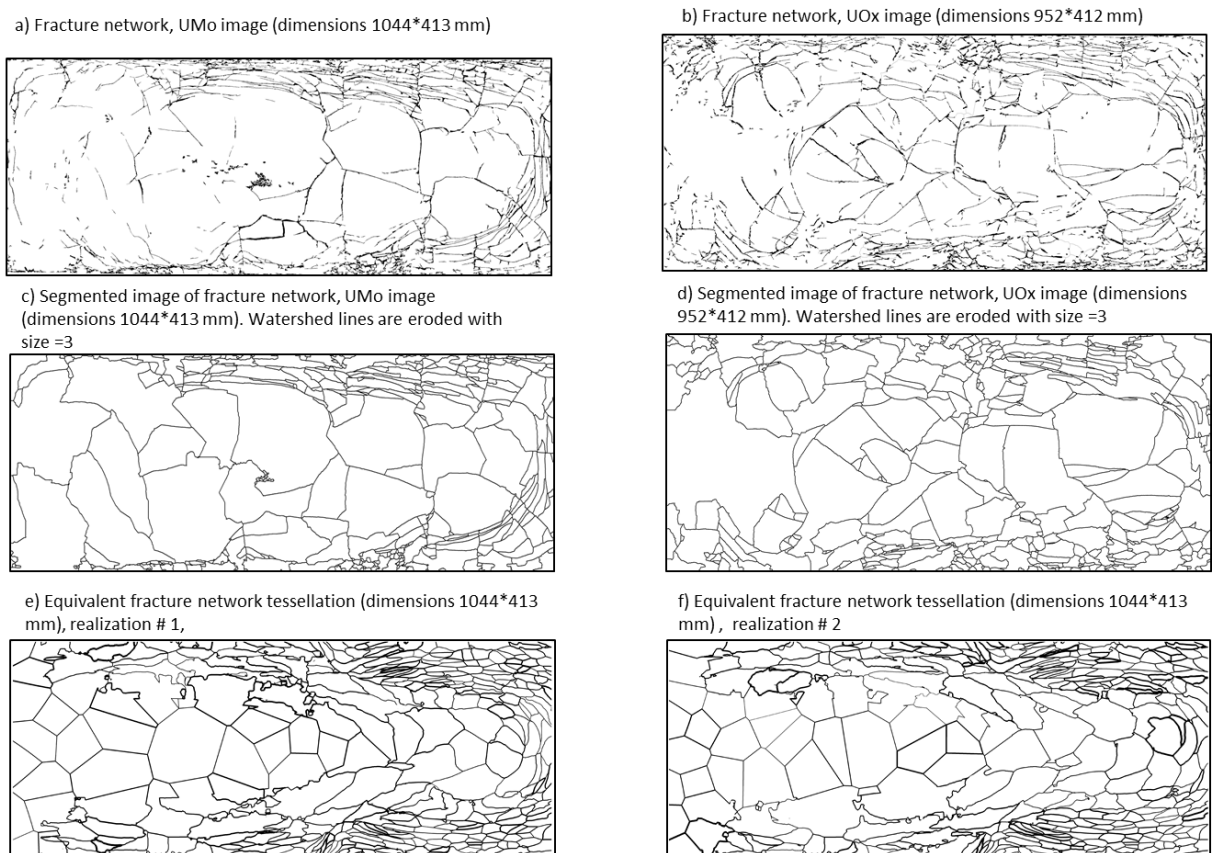 a) Fracture network, UMo image (dimensions 1044*413 mm)
b) Fracture network, UOx image (dimensions 952*412 mm)
c) Segmented image of fracture network, UMo image
(dimensions 1044*413 mm). Watershed lines are eroded with
size =3
d) Segmented image of fracture network, UOx image (dimensions
952*412 mm). Watershed lines are eroded with size =3
e) Equivalent fracture network tessellation (dimensions 1044*413
mm), realization # 1,
f) Equivalent fracture network tessellation (dimensions 1044*413
mm) , realization # 2